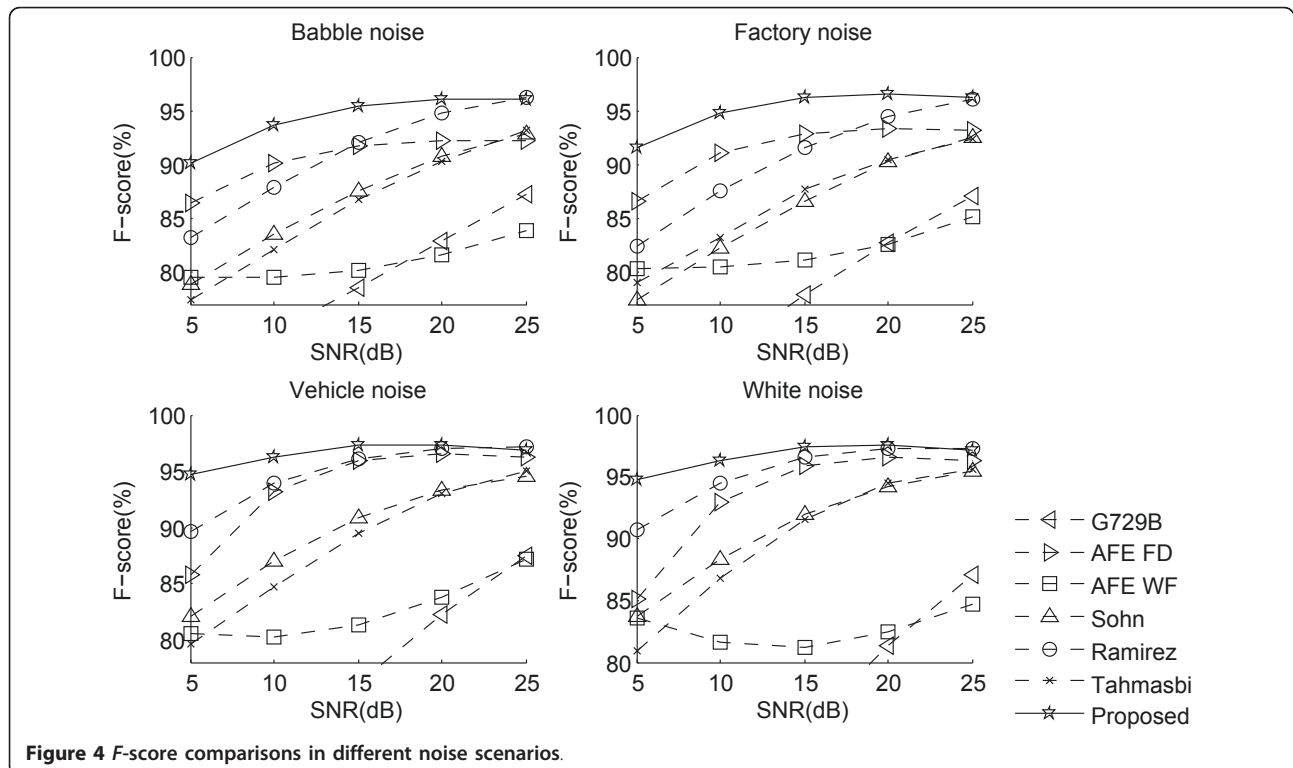 Babble noise
100
95
90
85
80
F-score(%)
5 10 15 20 25
SNR(dB)
Factory noise
100
95
90
85
80
F-score(%)
5 10 15 20 25
SNR(dB)
Vehicle noise
100
95
90
85
80
F-score(%)
5 10 15 20 25
SNR(dB)
White noise
100
95
90
85
80
F-score(%)
5 10 15 20 25
SNR(dB)
G729B
AFE FD
AFE WF
Sohn
Ramirez
Tahmasbi
Proposed
Figure 4 F-score comparisons in different noise scenarios.